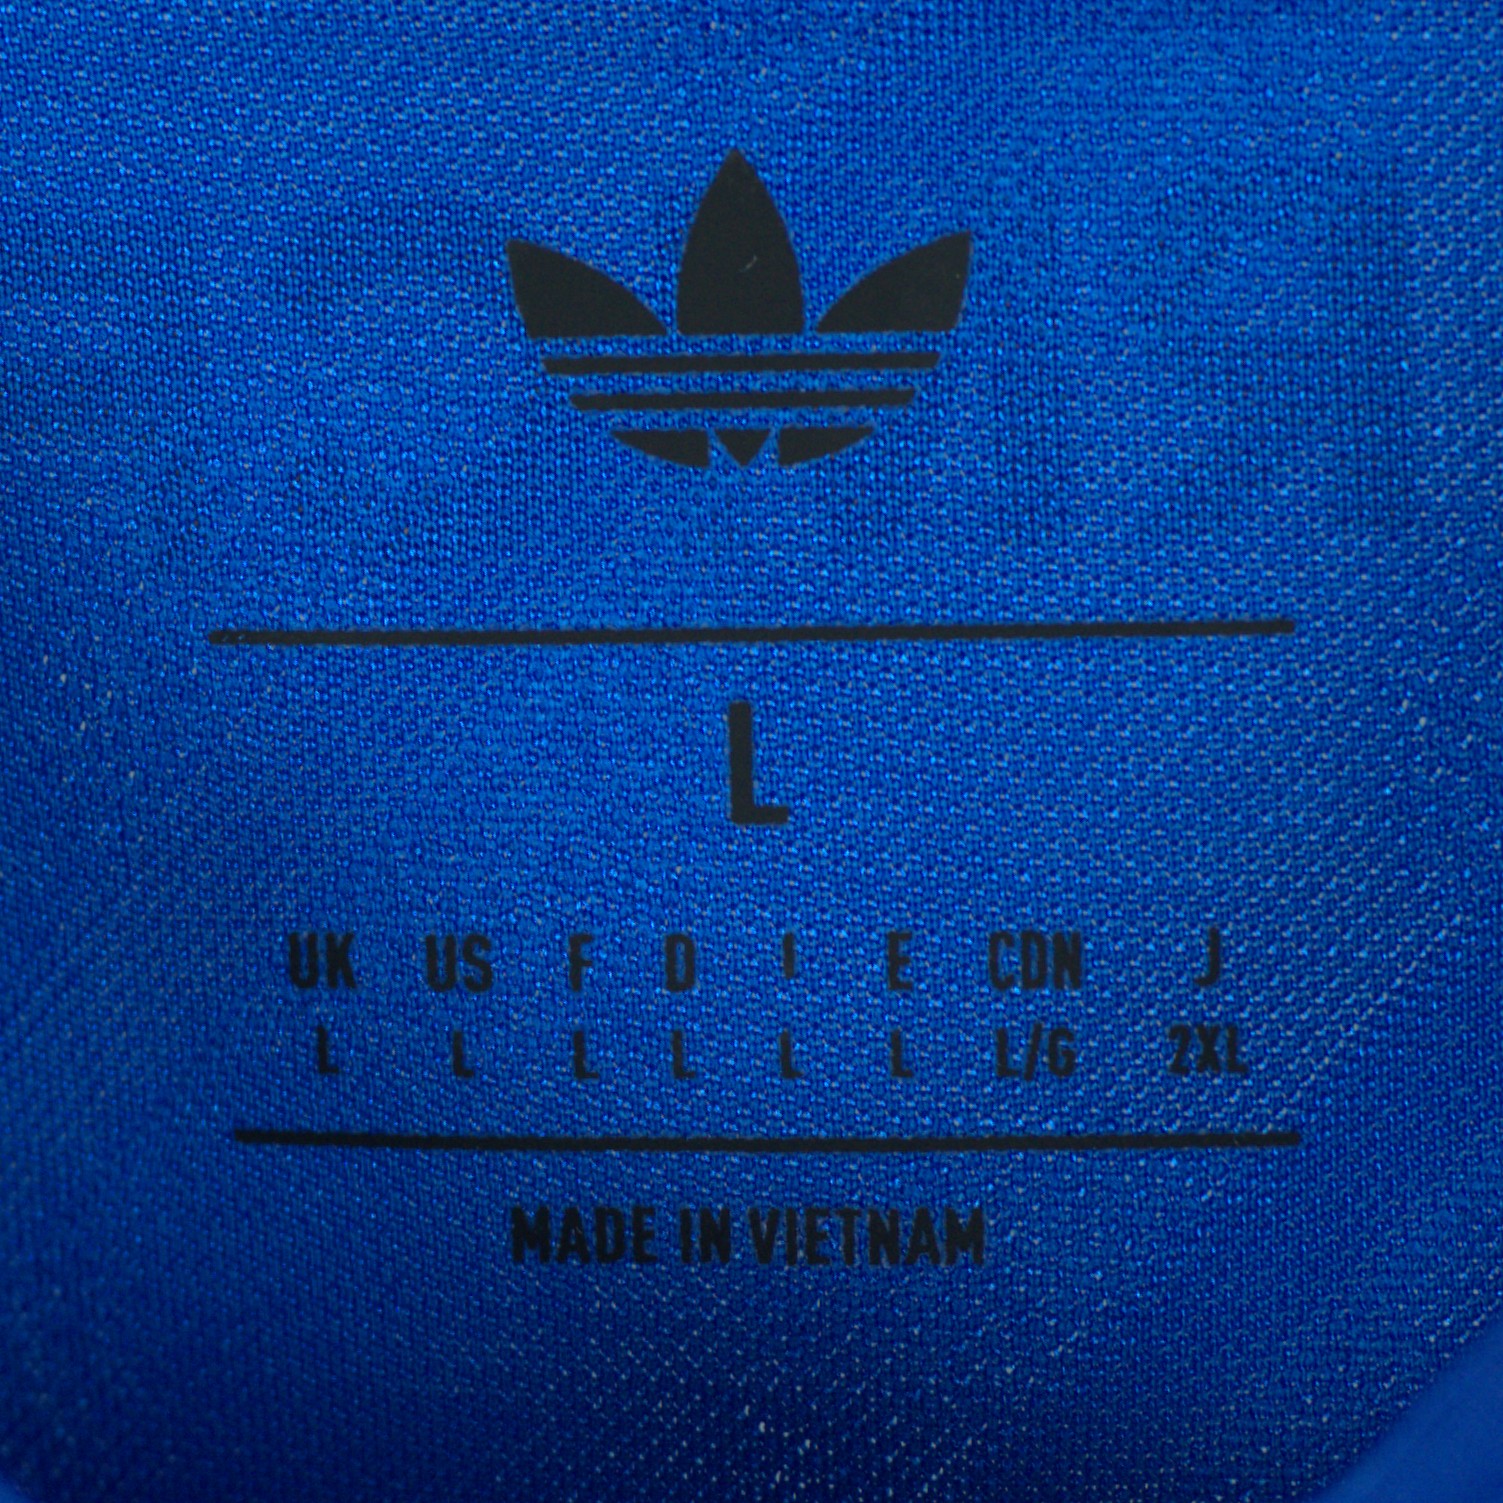 L
UK US F D I E CDN J
L L L L L L L/G 2XL
MADE IN VIETNAM